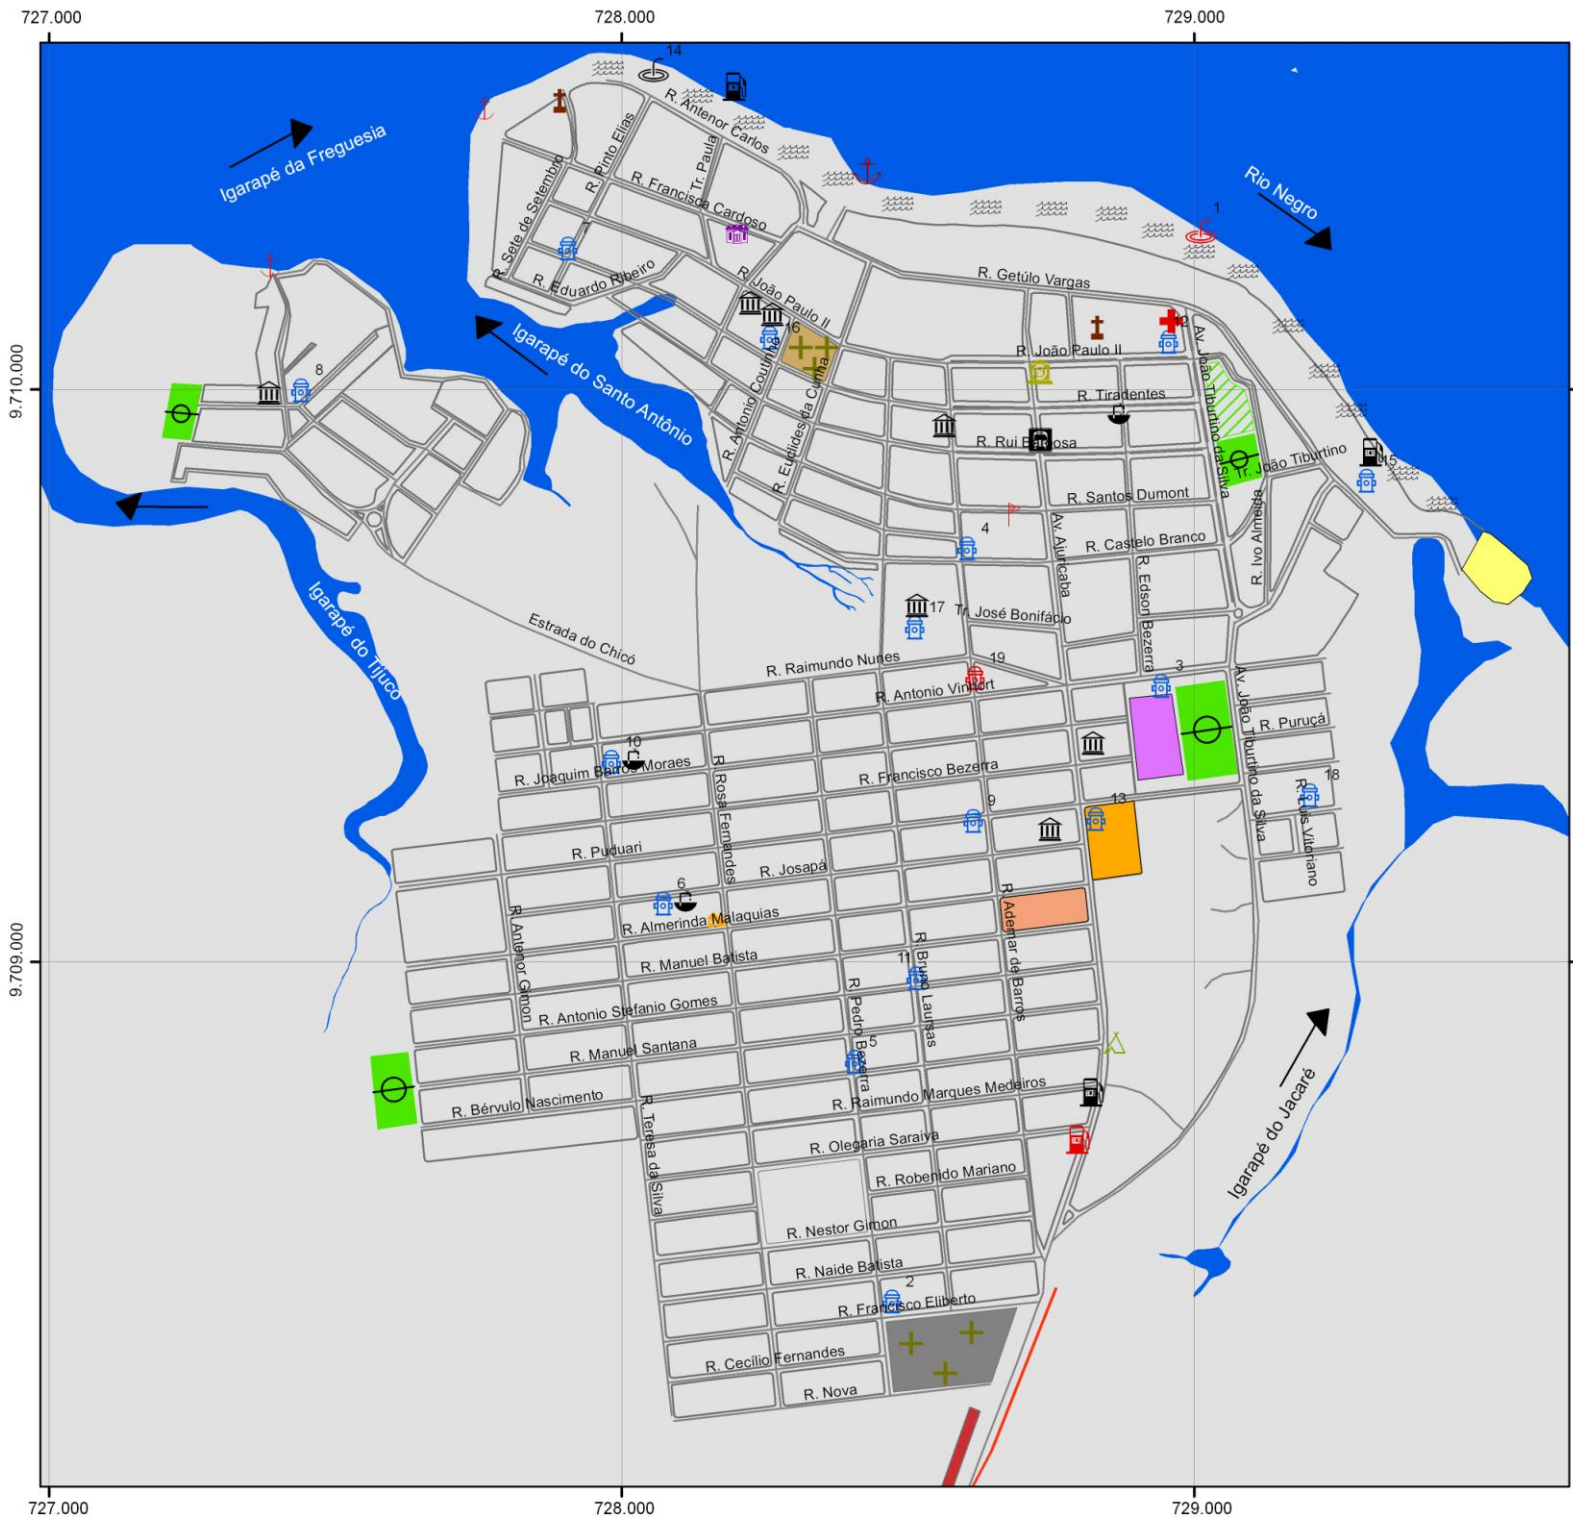 727.000
728.000
729.000
14
R. Antenor Carlos
R. Pinto Elias
Tr. Paula
Igarapé da Freguesia
R. Francisca Cardoso
R. Sete de Setembro
7
R. Eduardo Ribeiro
Rio Negro
1
R. Getúlo Vargas
R. João Paulo II
16
12
R. João Paulo II
Av. João Tiburtino da Silva
Igarapé do Santo Antônio
9.710.000
8
R. Tiradentes
R. Antonio Coutinho
R. Euclides da Cunha
R. Rui Barbosa
Tr. João Tiburtino
15
R. Santos Dumont
4
R. Castelo Branco
Av. Ajuricaba
R. Ivo Almeida
R. Edson Bezerra
17
Tr. José Bonifácio
Igarapé do Tijuco
Estrada do Chicó
R. Raimundo Nunes
19
R. Antonio Vinhort
3
Av. João Tiburtino da Silva
R. Puruçá
10
R. Joaquim Barros Moraes
R. Rosa Fernandes
R. Francisco Bezerra
18
R. Luis Vitoriano
9
13
R. Puduari
R. Josapá
6
R. Almerinda Malaquias
R. Ademar de Barros
R. Antenor Gimon
R. Manuel Batista
11
R. Bruno Laursas
R. Pedro Bezerra
9.709.000
R. Antonio Stefanio Gomes
R. Manuel Santana
5
R. Bérvulo Nascimento
R. Raimundo Marques Medeiros
R. Teresa da Silva
R. Olegaria Saraiva
Igarapé do Jacaré
R. Robenido Mariano
R. Nestor Gimon
R. Naide Batista
2
R. Francisco Eliberto
R. Cecílio Fernandes
R. Nova
727.000
728.000
729.000